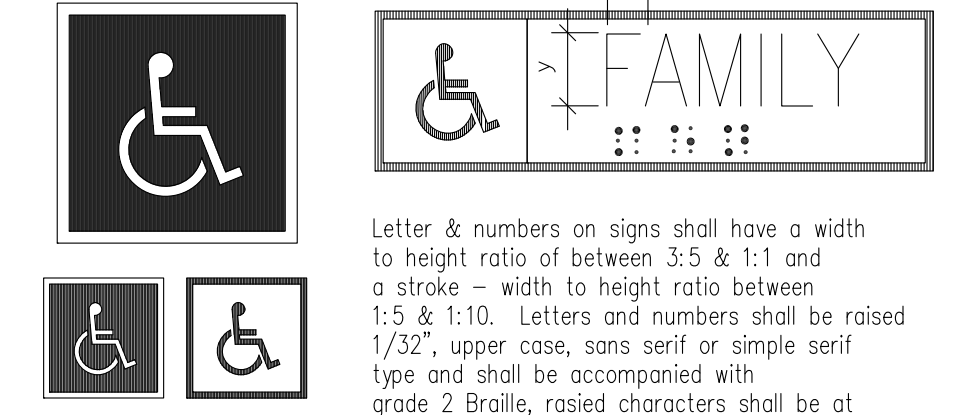 FAMILY
y
Letter & numbers on signs shall have a width
to height ratio of between 3:5 & 1:1 and
a stroke – width to height ratio between
1:5 & 1:10. Letters and numbers shall be raised
1/32", upper case, sans serif or simple serif
type and shall be accompanied with
grade 2 Braille, rasied characters shall be at